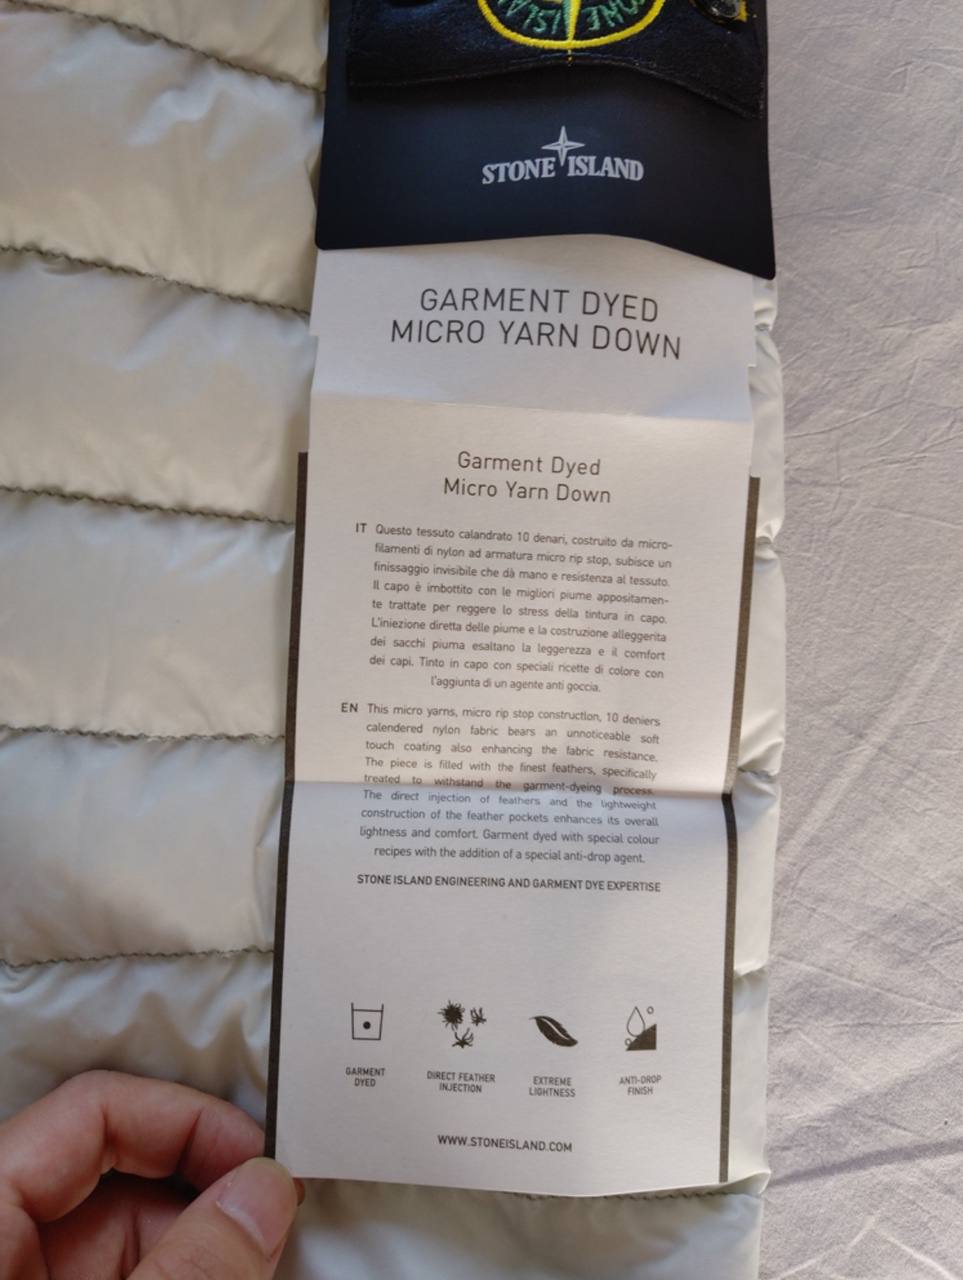 STONE ISLAND
STONE ISLAND
GARMENT DYED
MICRO YARN DOWN
Garment Dyed
Micro Yarn Down
IT Questo tessuto calandrato 10 denari, costruito da micro-
filamenti di nylon ad armatura micro rip stop, subisce un
finissaggio invisibile che dà mano e resistenza al tessuto.
Il capo è imbottito con le migliori piume appositamen-
te trattate per reggere lo stress della tintura in capo.
L'iniezione diretta delle piume e la costruzione alleggerita
dei sacchi piuma esaltano la leggerezza e il comfort
dei capi. Tinto in capo con speciali ricette di colore con
l'aggiunta di un agente anti goccia.
EN This micro yarns, micro rip stop construction, 10 deniers
calendered nylon fabric bears an unnoticeable soft
touch coating also enhancing the fabric resistance.
The piece is filled with the finest feathers, specifically
treated to withstand the garment-dyeing process.
The direct injection of feathers and the lightweight
construction of the feather pockets enhances its overall
lightness and comfort. Garment dyed with special colour
recipes with the addition of a special anti-drop agent.
STONE ISLAND ENGINEERING AND GARMENT DYE EXPERTISE
GARMENT DIRECT FEATHER EXTREME ANTI-DROP
DYED INJECTION LIGHTNESS FINISH
WWW.STONEISLAND.COM